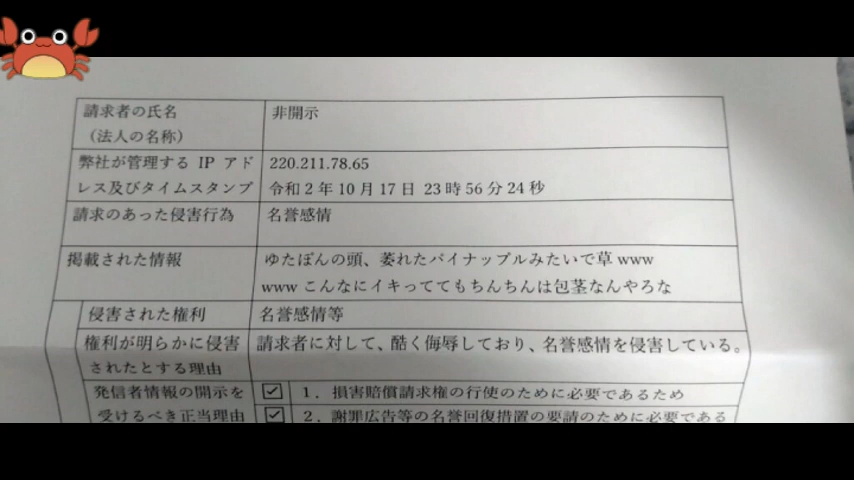 請求者の氏名
(法人の名称)
非開示
弊社が管理する IP アド
レス及びタイムスタンプ
220.211.78.65
令和 2 年 10 月 17 日 23 時 56 分 24 秒
請求のあった侵害行為
名誉感情
掲載された情報
ゆたぼんの頭、萎れたパイナップルみたいで草 www
www こんなにイキっててもちんちんは包茎なんやろな
侵害された権利
名誉感情等
権利が明らかに侵害
されたとする理由
請求者に対して、酷く侮辱しており、名誉感情を侵害している。
発信者情報の開示を
受けるべき正当理由
1．損害賠償請求権の行使のために必要であるため
2．謝罪広告等の名誉回復措置の要請のために必要である